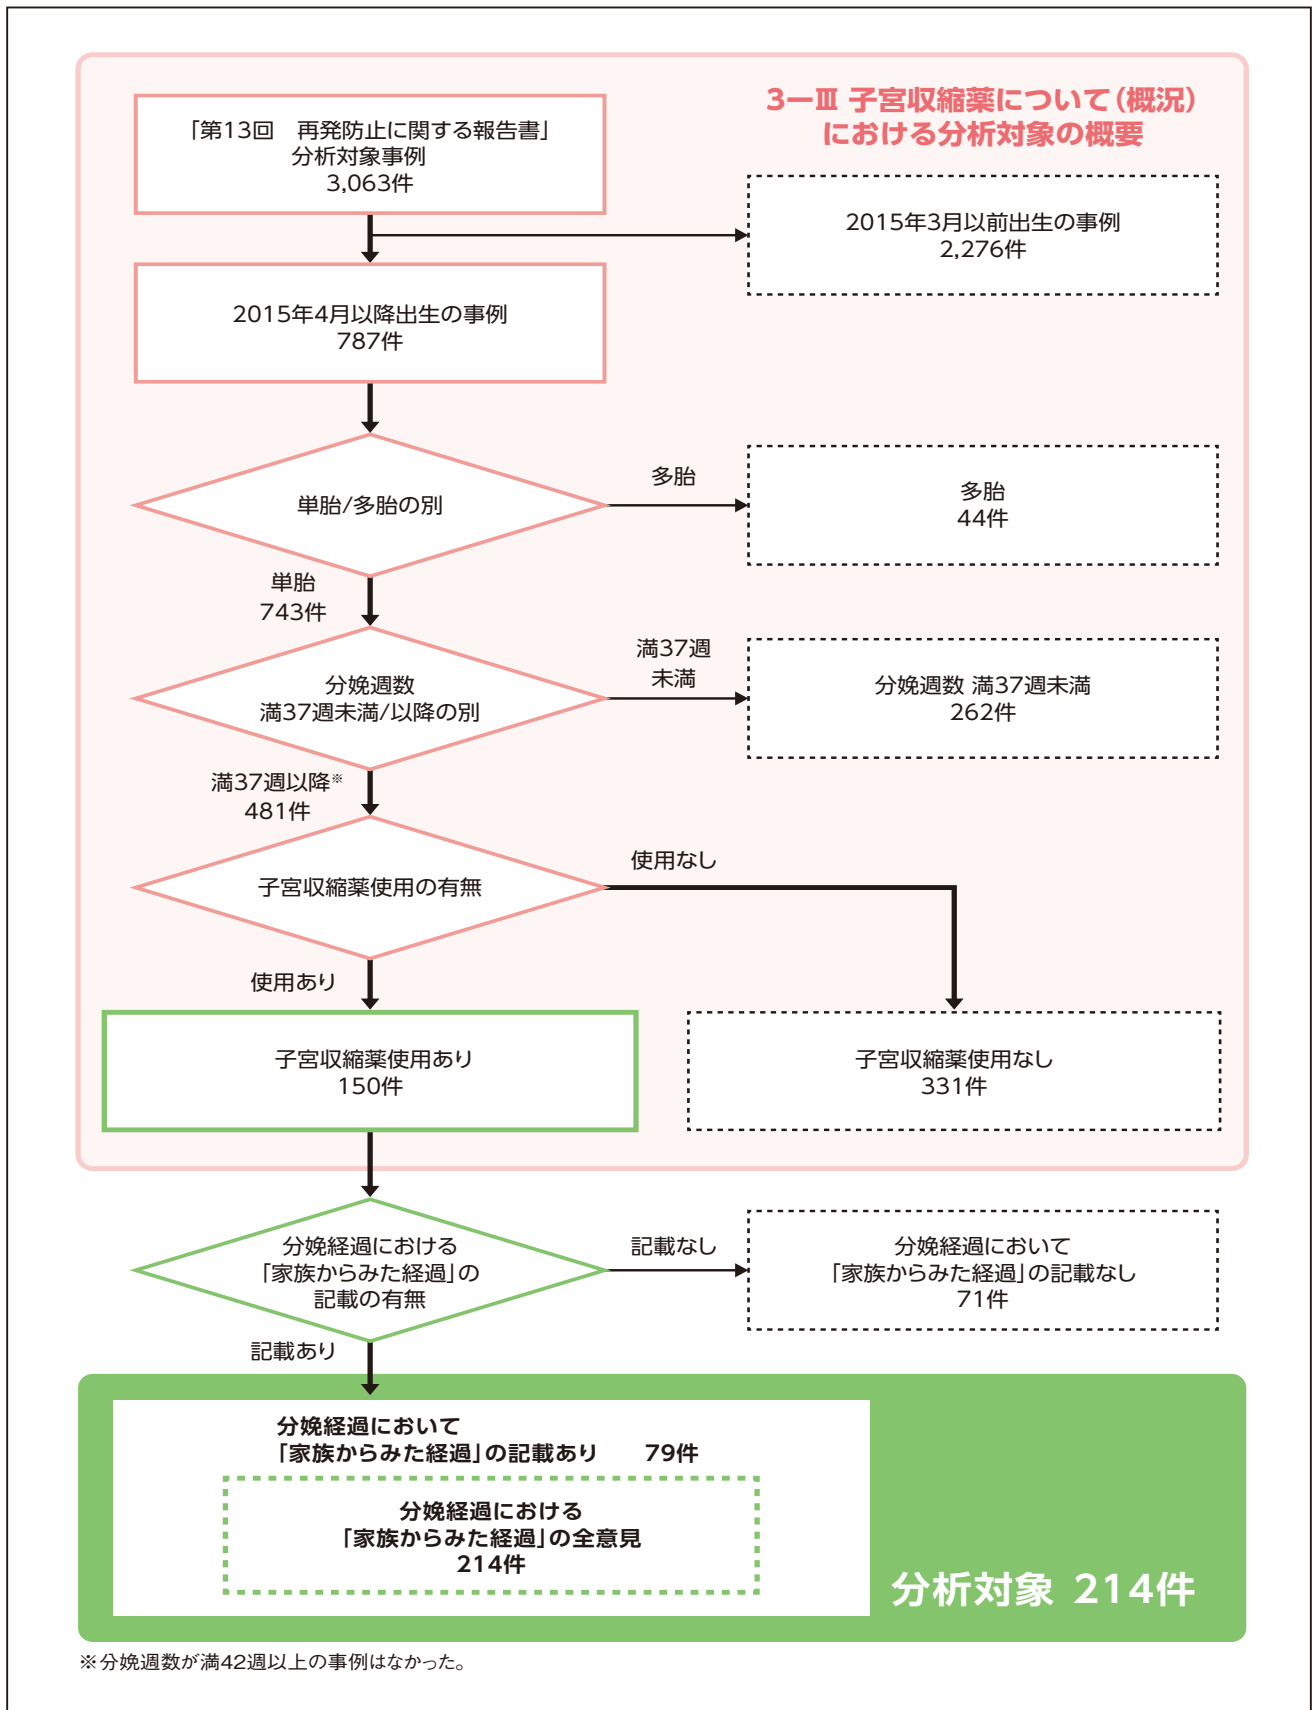 3ーⅢ 子宮収縮薬について(概況)
における分析対象の概要
「第13回　再発防止に関する報告書」
分析対象事例
3,063件
2015年3月以前出生の事例
2,276件
2015年4月以降出生の事例
787件
単胎/多胎の別
多胎
多胎
44件
単胎
743件
分娩週数
満37週未満/以降の別
満37週
未満
分娩週数 満37週未満
262件
満37週以降※
481件
子宮収縮薬使用の有無
使用なし
使用あり
子宮収縮薬使用あり
150件
子宮収縮薬使用なし
331件
分娩経過における
「家族からみた経過」の
記載の有無
記載なし
分娩経過において
「家族からみた経過」の記載なし
71件
記載あり
分娩経過において
「家族からみた経過」の記載あり　79件
分娩経過における
「家族からみた経過」の全意見
214件
分析対象 214件
※分娩週数が満42週以上の事例はなかった。